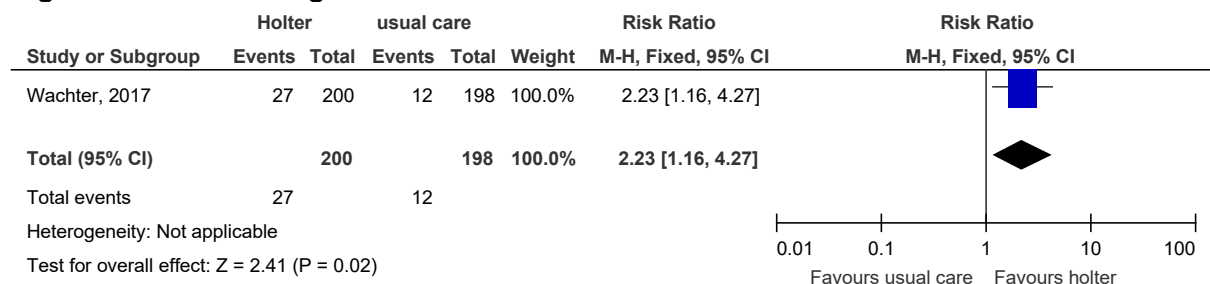 Holter usual care Risk Ratio Risk Ratio
Study or Subgroup Events Total Events Total Weight M-H, Fixed, 95% CI M-H, Fixed, 95% CI
Wachter, 2017 27 200 12 198 100.0% 2.23 [1.16, 4.27]
Total (95% CI) 200 198 100.0% 2.23 [1.16, 4.27]
Total events 27 12
Heterogeneity: Not applicable
Test for overall effect: Z = 2.41 (P = 0.02)
0.01 0.1 1 10 100
Favours usual care Favours holter